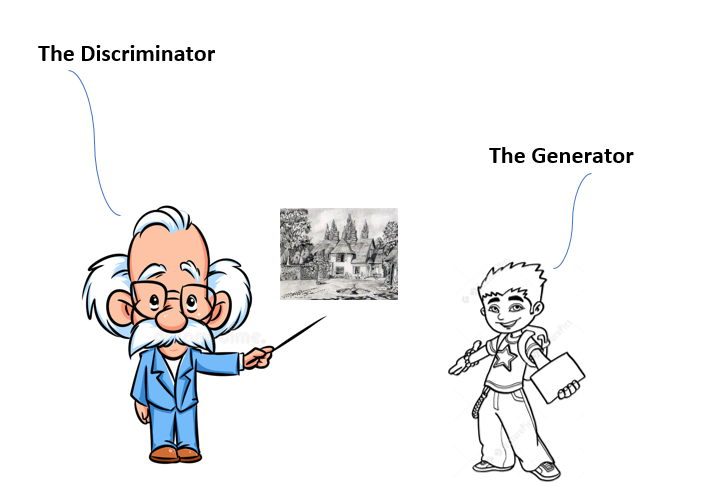 The Discriminator
The Generator